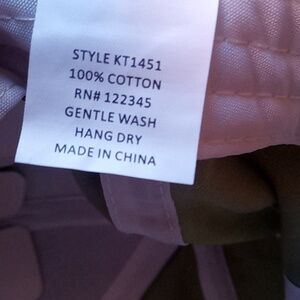 STYLE KT1451
100% COTTON
RN# 122345
GENTLE WASH
HANG DRY
MADE IN CHINA